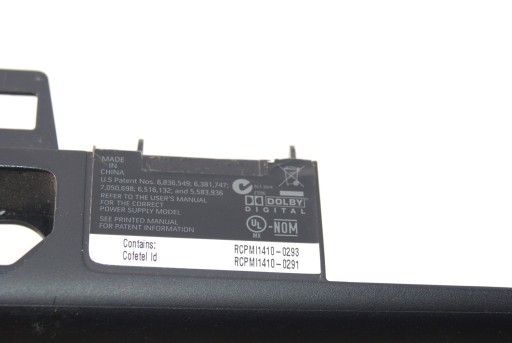 MADE
IN
CHINA
U.S Patent Nos. 6,836,549; 6,381,747;
7,050,698; 6,516,132; and 5,583,936
REFER TO THE USER'S MANUAL
FOR THE CORRECT
POWER SUPPLY MODEL
SEE PRINTED MANUAL
FOR PATENT INFORMATION
DOLBY
DIGITAL
UL
NOM
Contains: RCPMI1410-0293
Cofetel Id RCPMI1410-0291